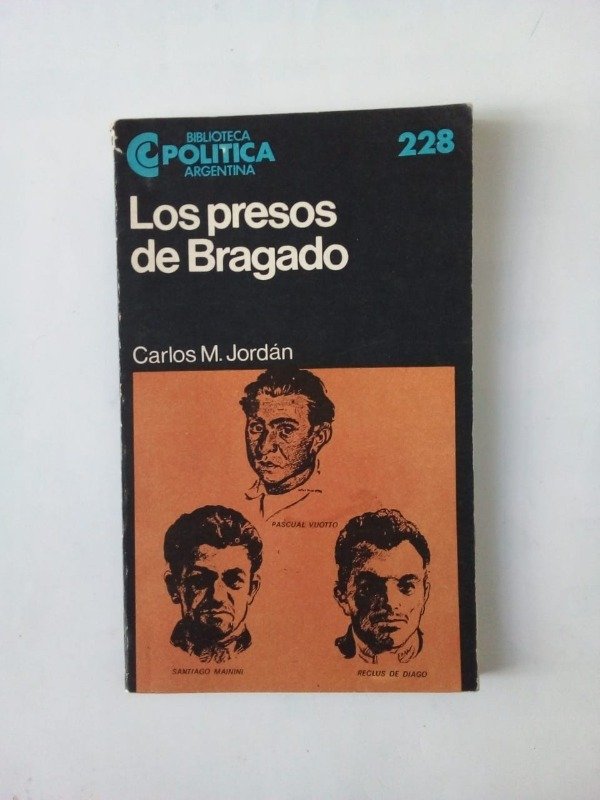 BIBLIOTECA
POLITICA
ARGENTINA
228
Los presos
de Bragado
Carlos M. Jordán
PASCUAL VUOTTO
SANTIAGO MAININI
RECLUS DE DIAGO